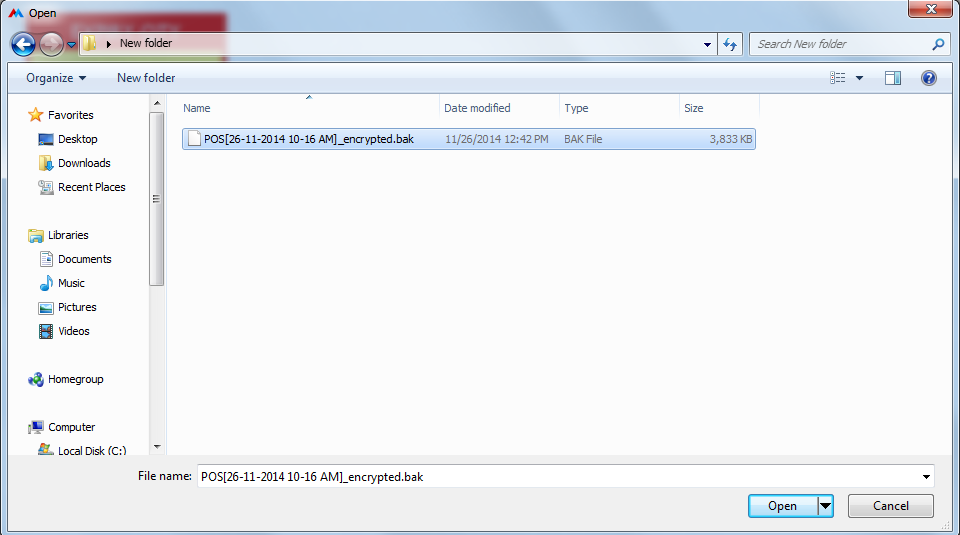 Open
New folder
Search New folder
Organize New folder
Name Date modified Type Size
POS[26-11-2014 10-16 AM]_encrypted.bak 11/26/2014 12:42 PM BAK File 3,833 KB
Favorites
Desktop
Downloads
Recent Places
Libraries
Documents
Music
Pictures
Videos
Homegroup
Computer
Local Disk (C:)
File name: POS[26-11-2014 10-16 AM]_encrypted.bak
Open Cancel